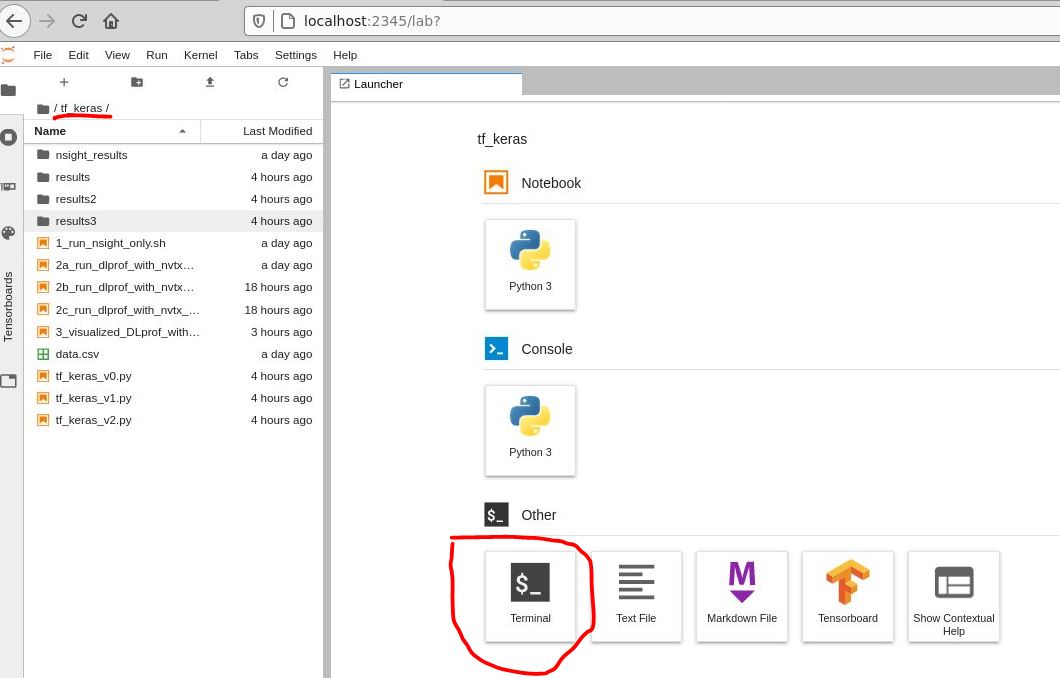 localhost:2345/lab?
File Edit View Run Kernel Tabs Settings Help
Launcher
/ tf_keras /
Name Last Modified
nsight_results a day ago
results 4 hours ago
results2 4 hours ago
results3 4 hours ago
1_run_nsight_only.sh a day ago
2a_run_dlprof_with_nvtx… a day ago
2b_run_dlprof_with_nvtx… 18 hours ago
2c_run_dlprof_with_nvtx_… 18 hours ago
3_visualized_DLprof_with… 3 hours ago
data.csv a day ago
tf_keras_v0.py 4 hours ago
tf_keras_v1.py 4 hours ago
tf_keras_v2.py 4 hours ago
Tensorboards
tf_keras
Notebook
Python 3
>_ Console
Python 3
$_ Other
$_
Terminal
Text File
M
Markdown File
Tensorboard
Show Contextual
Help